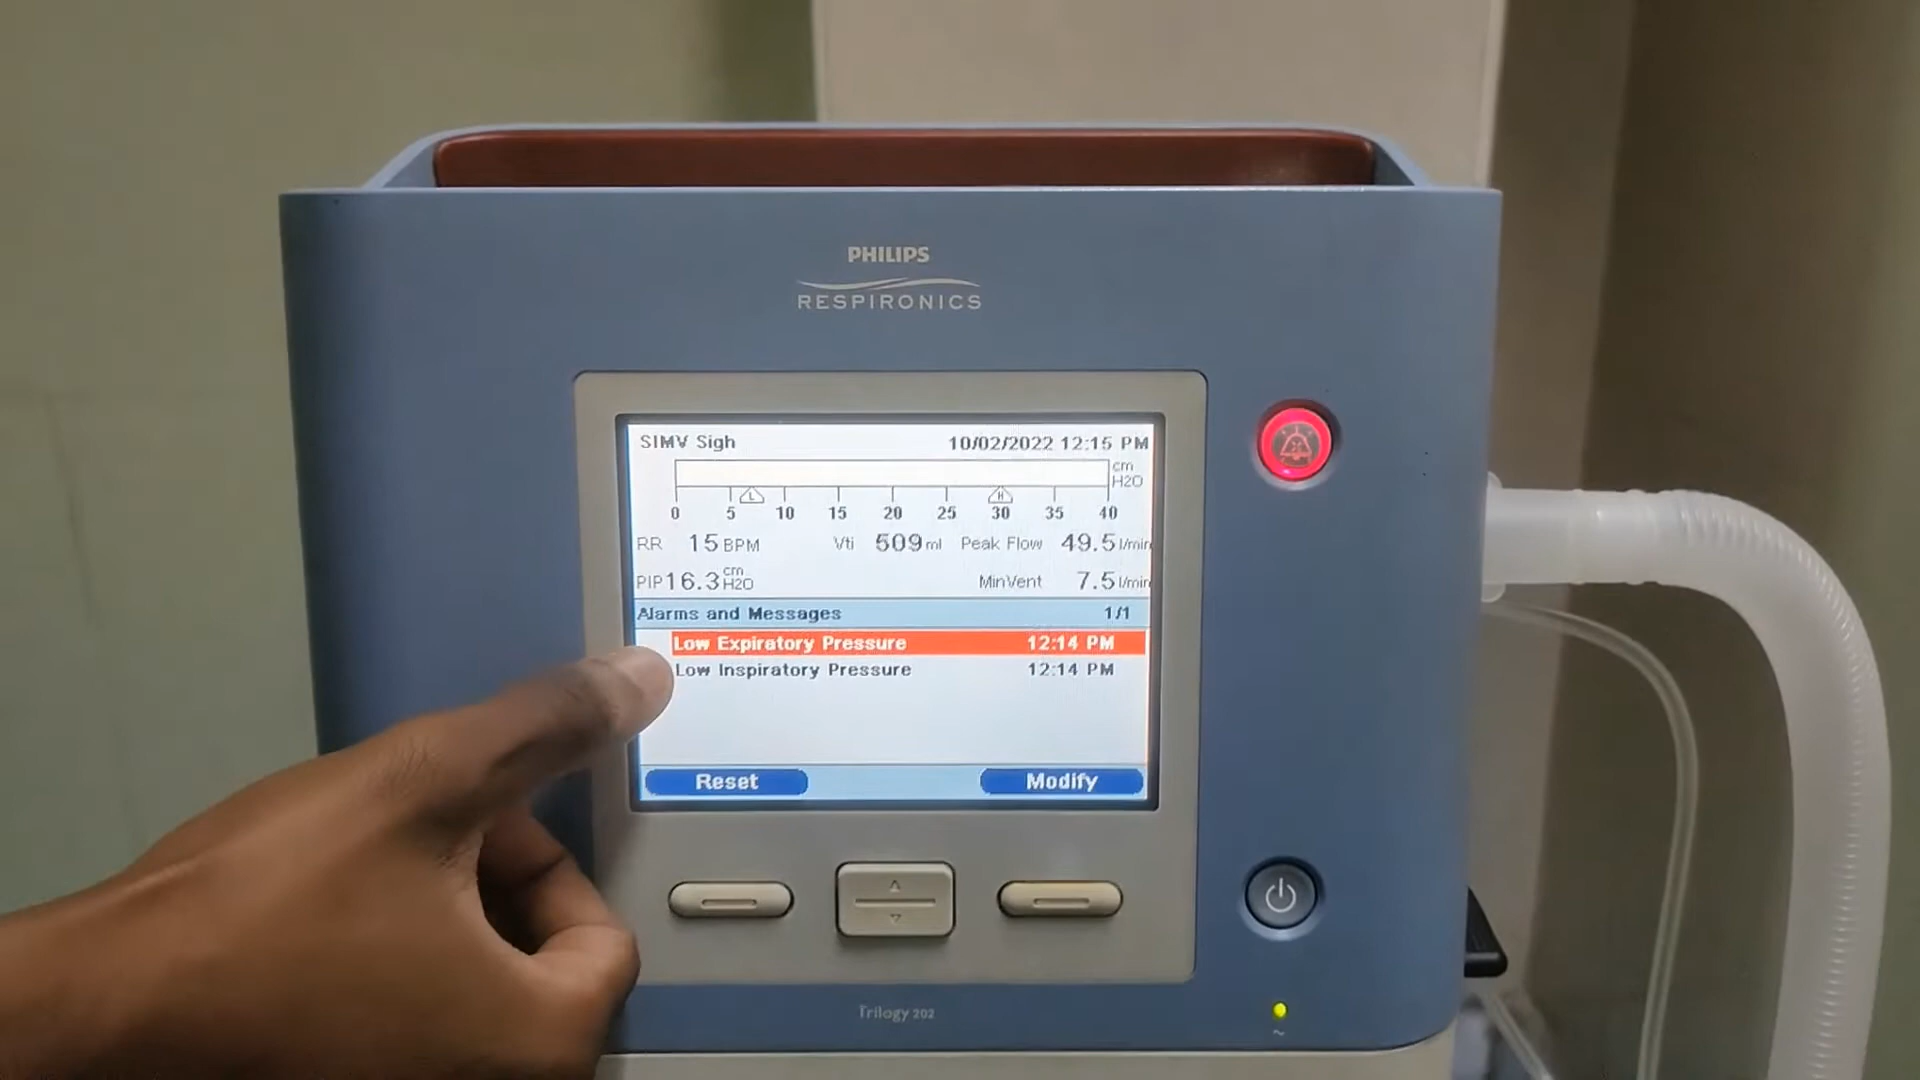 PHILIPS
RESPIRONICS
SIMV Sigh 10/02/2022 12:15 PM
cm
H2O
L H
0 5 10 15 20 25 30 35 40
RR 15 BPM Vti 509 ml Peak Flow 49.5 l/min
PIP 16.3 cm H2O MinVent 7.5 l/min
Alarms and Messages 1/1
Low Expiratory Pressure 12:14 PM
Low Inspiratory Pressure 12:14 PM
Reset Modify
Trilogy 202